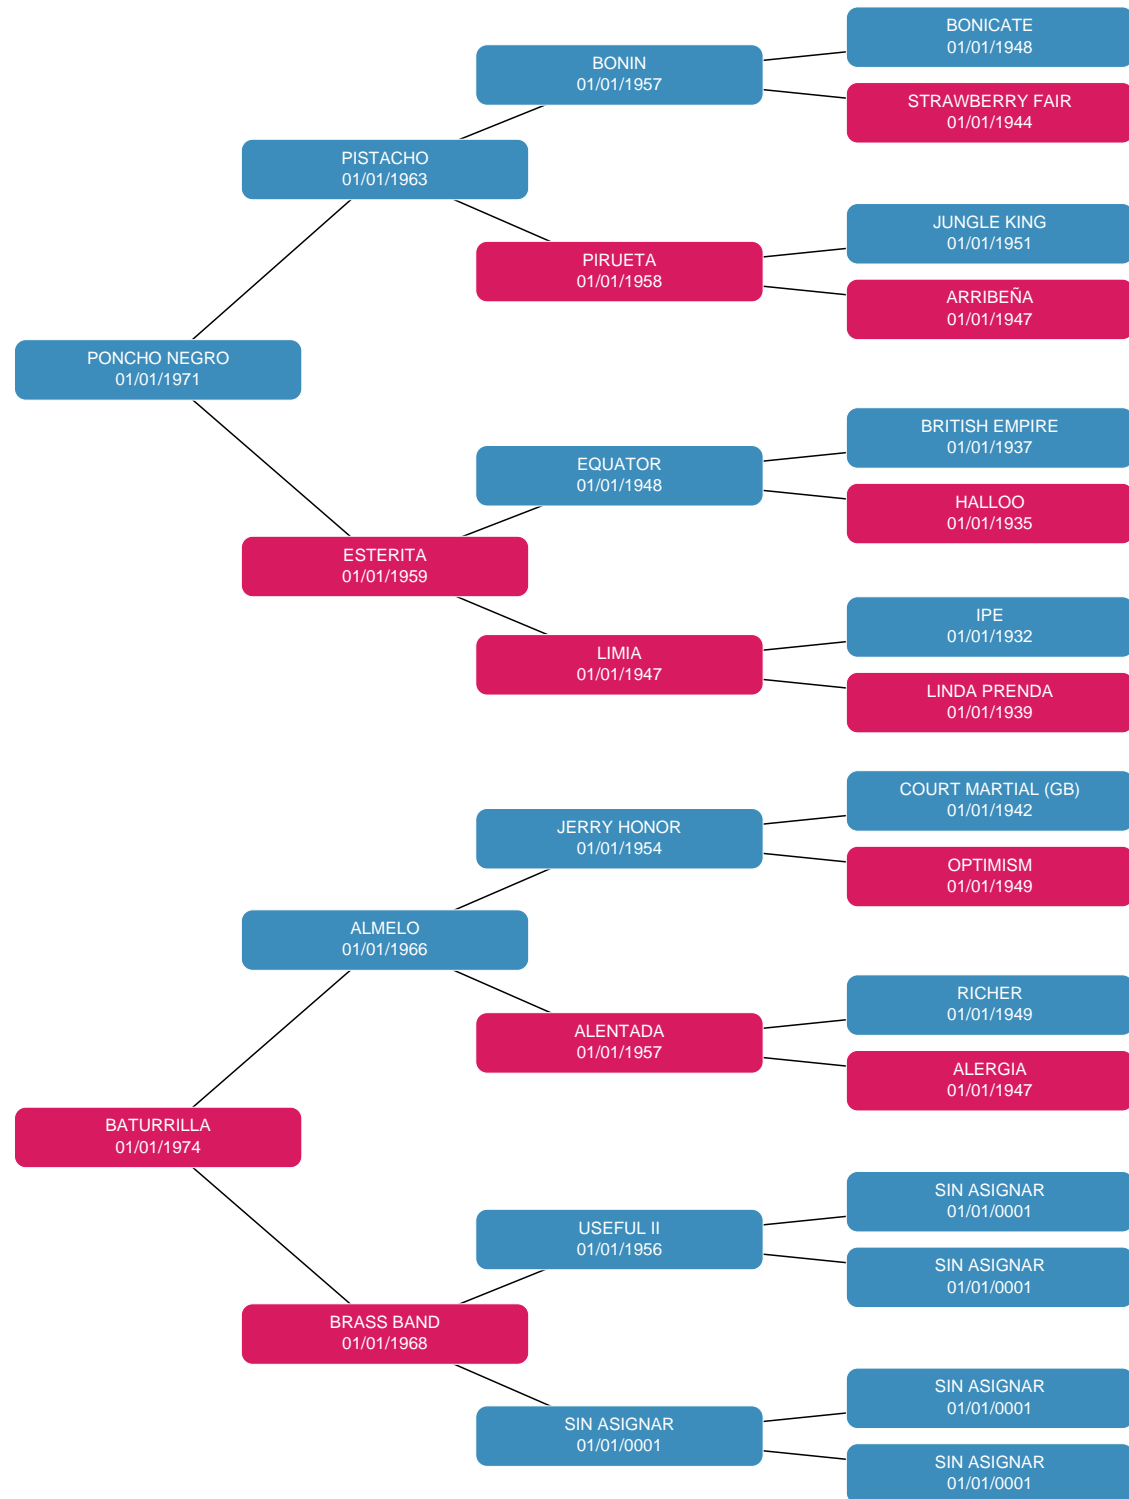 BONICATE
01/01/1948
BONIN
01/01/1957
STRAWBERRY FAIR
01/01/1944
PISTACHO
01/01/1963
JUNGLE KING
01/01/1951
PIRUETA
01/01/1958
ARRIBEÑA
01/01/1947
PONCHO NEGRO
01/01/1971
BRITISH EMPIRE
01/01/1937
EQUATOR
01/01/1948
HALLOO
01/01/1935
ESTERITA
01/01/1959
IPE
01/01/1932
LIMIA
01/01/1947
LINDA PRENDA
01/01/1939
COURT MARTIAL (GB)
01/01/1942
JERRY HONOR
01/01/1954
OPTIMISM
01/01/1949
ALMELO
01/01/1966
RICHER
01/01/1949
ALENTADA
01/01/1957
ALERGIA
01/01/1947
BATURRILLA
01/01/1974
SIN ASIGNAR
01/01/0001
USEFUL II
01/01/1956
SIN ASIGNAR
01/01/0001
BRASS BAND
01/01/1968
SIN ASIGNAR
01/01/0001
SIN ASIGNAR
01/01/0001
SIN ASIGNAR
01/01/0001